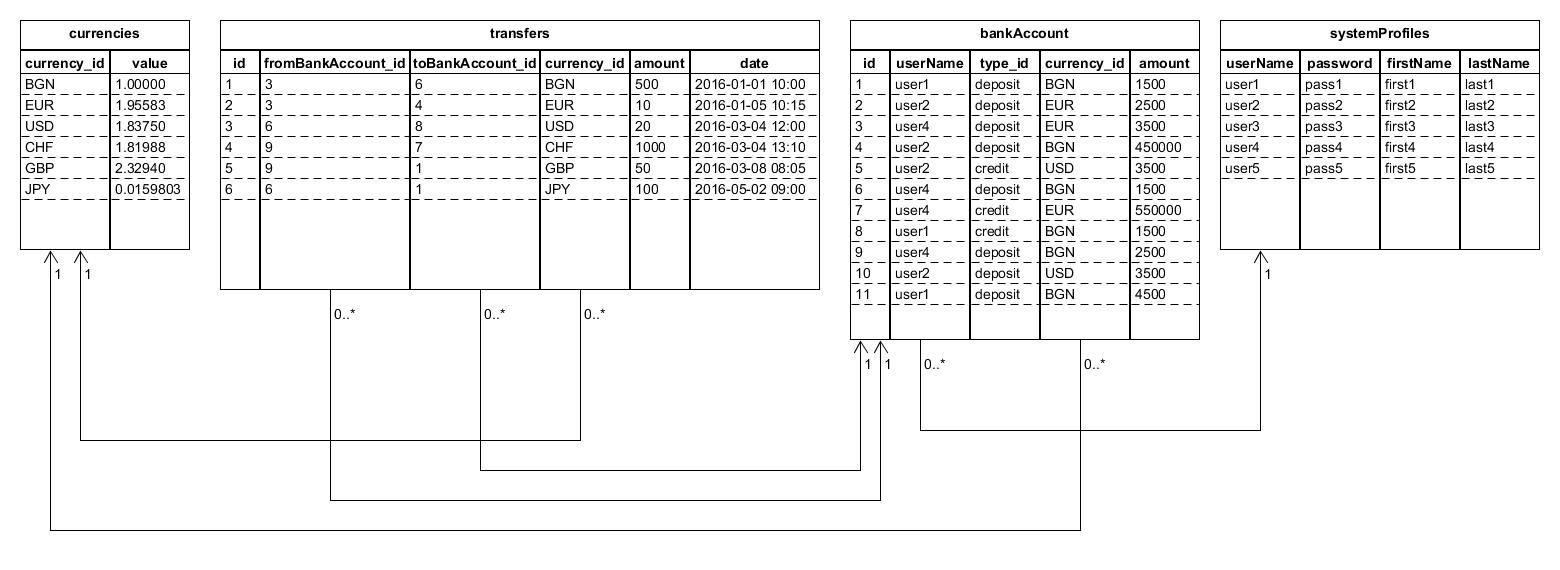 currencies
currency_id value
BGN 1.00000
EUR 1.95583
USD 1.83750
CHF 1.81988
GBP 2.32940
JPY 0.0159803
transfers
id fromBankAccount_id toBankAccount_id currency_id amount date
1 3 6 BGN 500 2016-01-01 10:00
2 3 4 EUR 10 2016-01-05 10:15
3 6 8 USD 20 2016-03-04 12:00
4 9 7 CHF 1000 2016-03-04 13:10
5 9 1 GBP 50 2016-03-08 08:05
6 6 1 JPY 100 2016-05-02 09:00
bankAccount
id userName type_id currency_id amount
1 user1 deposit BGN 1500
2 user2 deposit EUR 2500
3 user4 deposit EUR 3500
4 user2 deposit BGN 450000
5 user2 credit USD 3500
6 user4 deposit BGN 1500
7 user4 credit EUR 550000
8 user1 credit BGN 1500
9 user4 deposit BGN 2500
10 user2 deposit USD 3500
11 user1 deposit BGN 4500
systemProfiles
userName password firstName lastName
user1 pass1 first1 last1
user2 pass2 first2 last2
user3 pass3 first3 last3
user4 pass4 first4 last4
user5 pass5 first5 last5
1 1 1
0..* 0..* 0..*
1 1 0..* 0..*